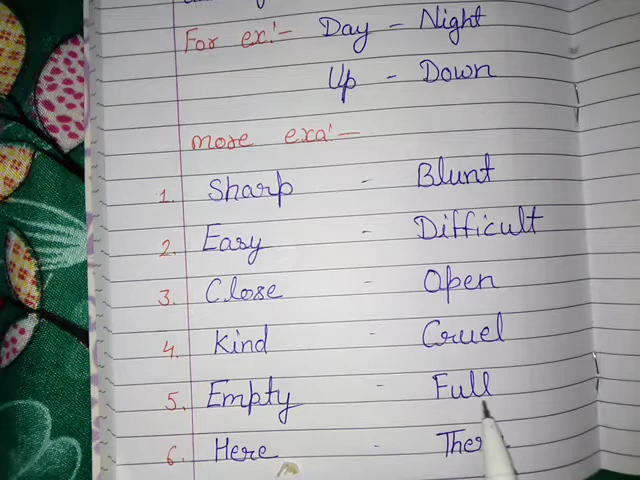 For ex:- Day - Night
Up - Down
more exa:-
1. Sharp - Blunt
2. Easy - Difficult
3. Close - Open
4. Kind - Cruel
5. Empty - Full
6. Here -